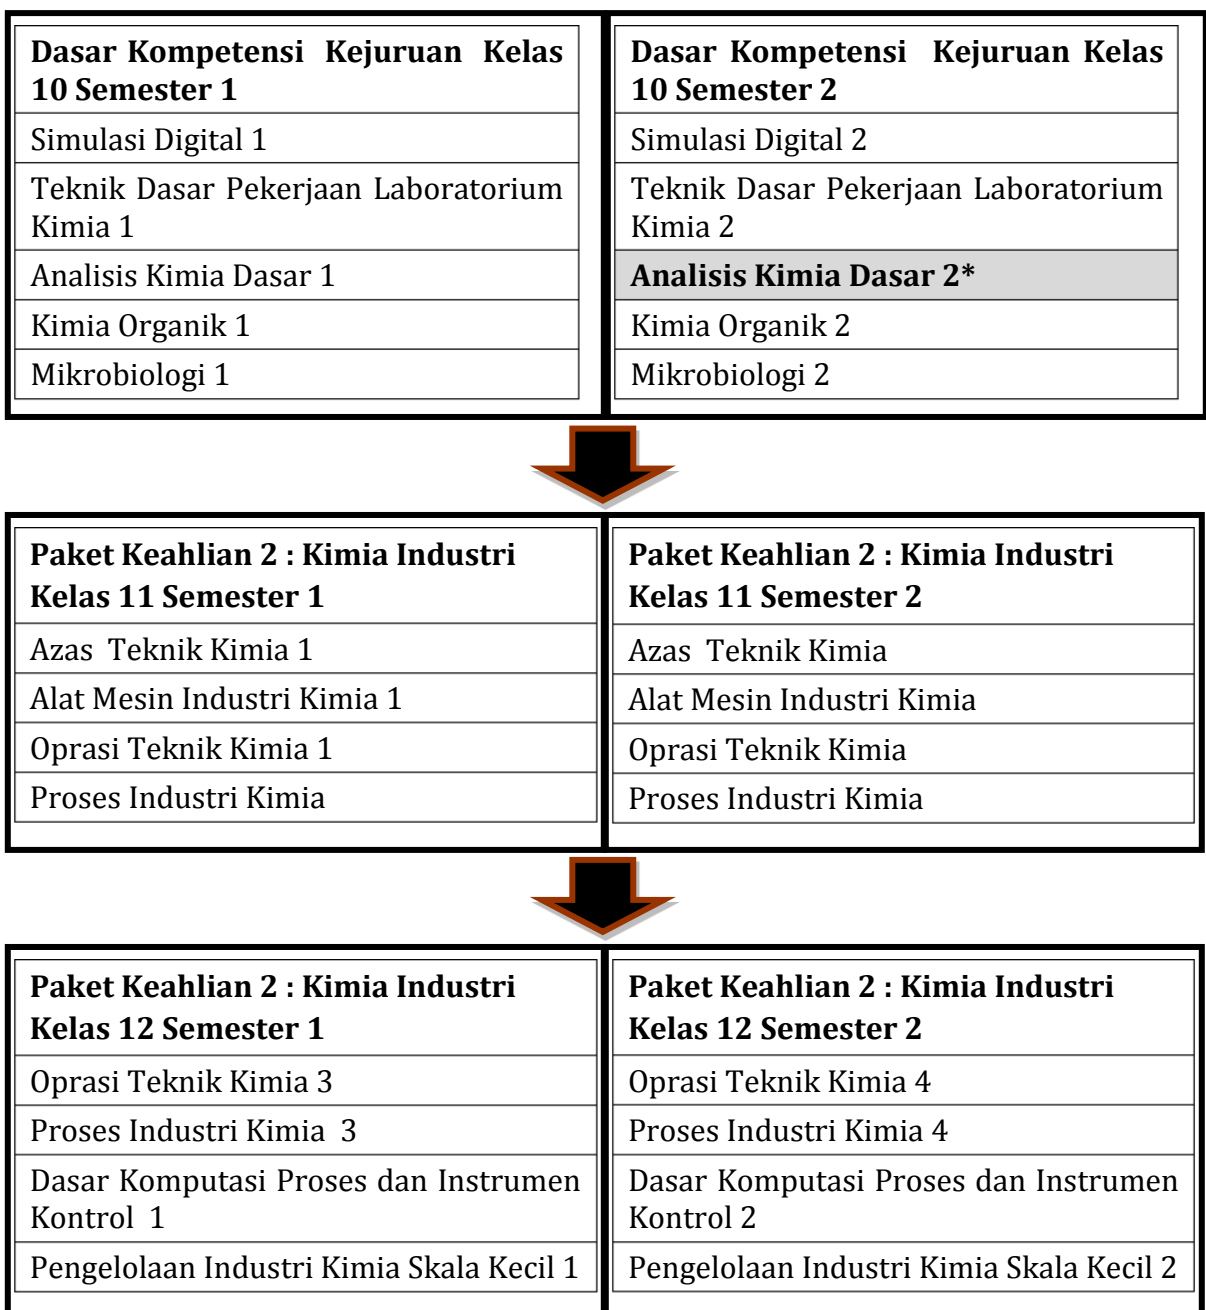 Dasar Kompetensi Kejuruan Kelas
10 Semester 1
Simulasi Digital 1
Teknik Dasar Pekerjaan Laboratorium
Kimia 1
Analisis Kimia Dasar 1
Kimia Organik 1
Mikrobiologi 1
Dasar Kompetensi Kejuruan Kelas
10 Semester 2
Simulasi Digital 2
Teknik Dasar Pekerjaan Laboratorium
Kimia 2
Analisis Kimia Dasar 2*
Kimia Organik 2
Mikrobiologi 2
Paket Keahlian 2 : Kimia Industri
Kelas 11 Semester 1
Azas Teknik Kimia 1
Alat Mesin Industri Kimia 1
Oprasi Teknik Kimia 1
Proses Industri Kimia
Paket Keahlian 2 : Kimia Industri
Kelas 11 Semester 2
Azas Teknik Kimia
Alat Mesin Industri Kimia
Oprasi Teknik Kimia
Proses Industri Kimia
Paket Keahlian 2 : Kimia Industri
Kelas 12 Semester 1
Oprasi Teknik Kimia 3
Proses Industri Kimia 3
Dasar Komputasi Proses dan Instrumen
Kontrol 1
Pengelolaan Industri Kimia Skala Kecil 1
Paket Keahlian 2 : Kimia Industri
Kelas 12 Semester 2
Oprasi Teknik Kimia 4
Proses Industri Kimia 4
Dasar Komputasi Proses dan Instrumen
Kontrol 2
Pengelolaan Industri Kimia Skala Kecil 2